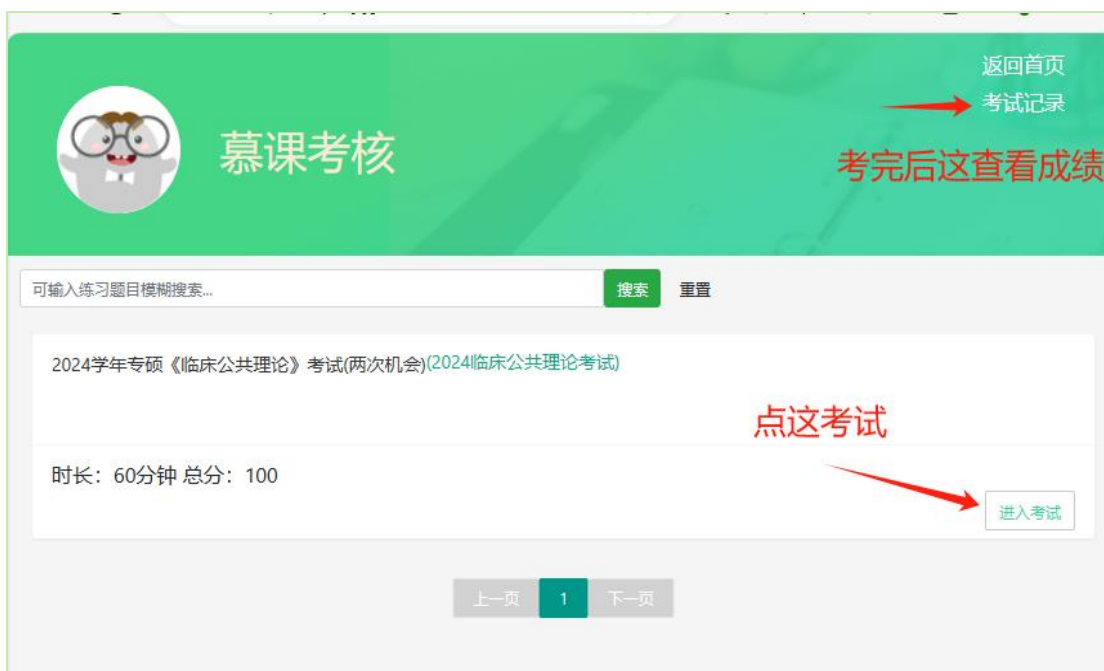 返回首页
考试记录
慕课考核
考完后这查看成绩
可输入练习题目模糊搜索...
搜索
重置
2024学年专硕《临床公共理论》考试(两次机会)(2024临床公共理论考试)
点这考试
时长：60分钟 总分：100
进入考试
上一页
1
下一页